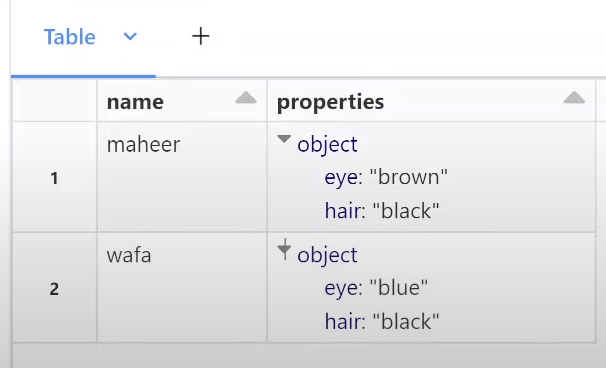 Table +
name properties
1 maheer object
eye: "brown"
hair: "black"
2 wafa object
eye: "blue"
hair: "black"